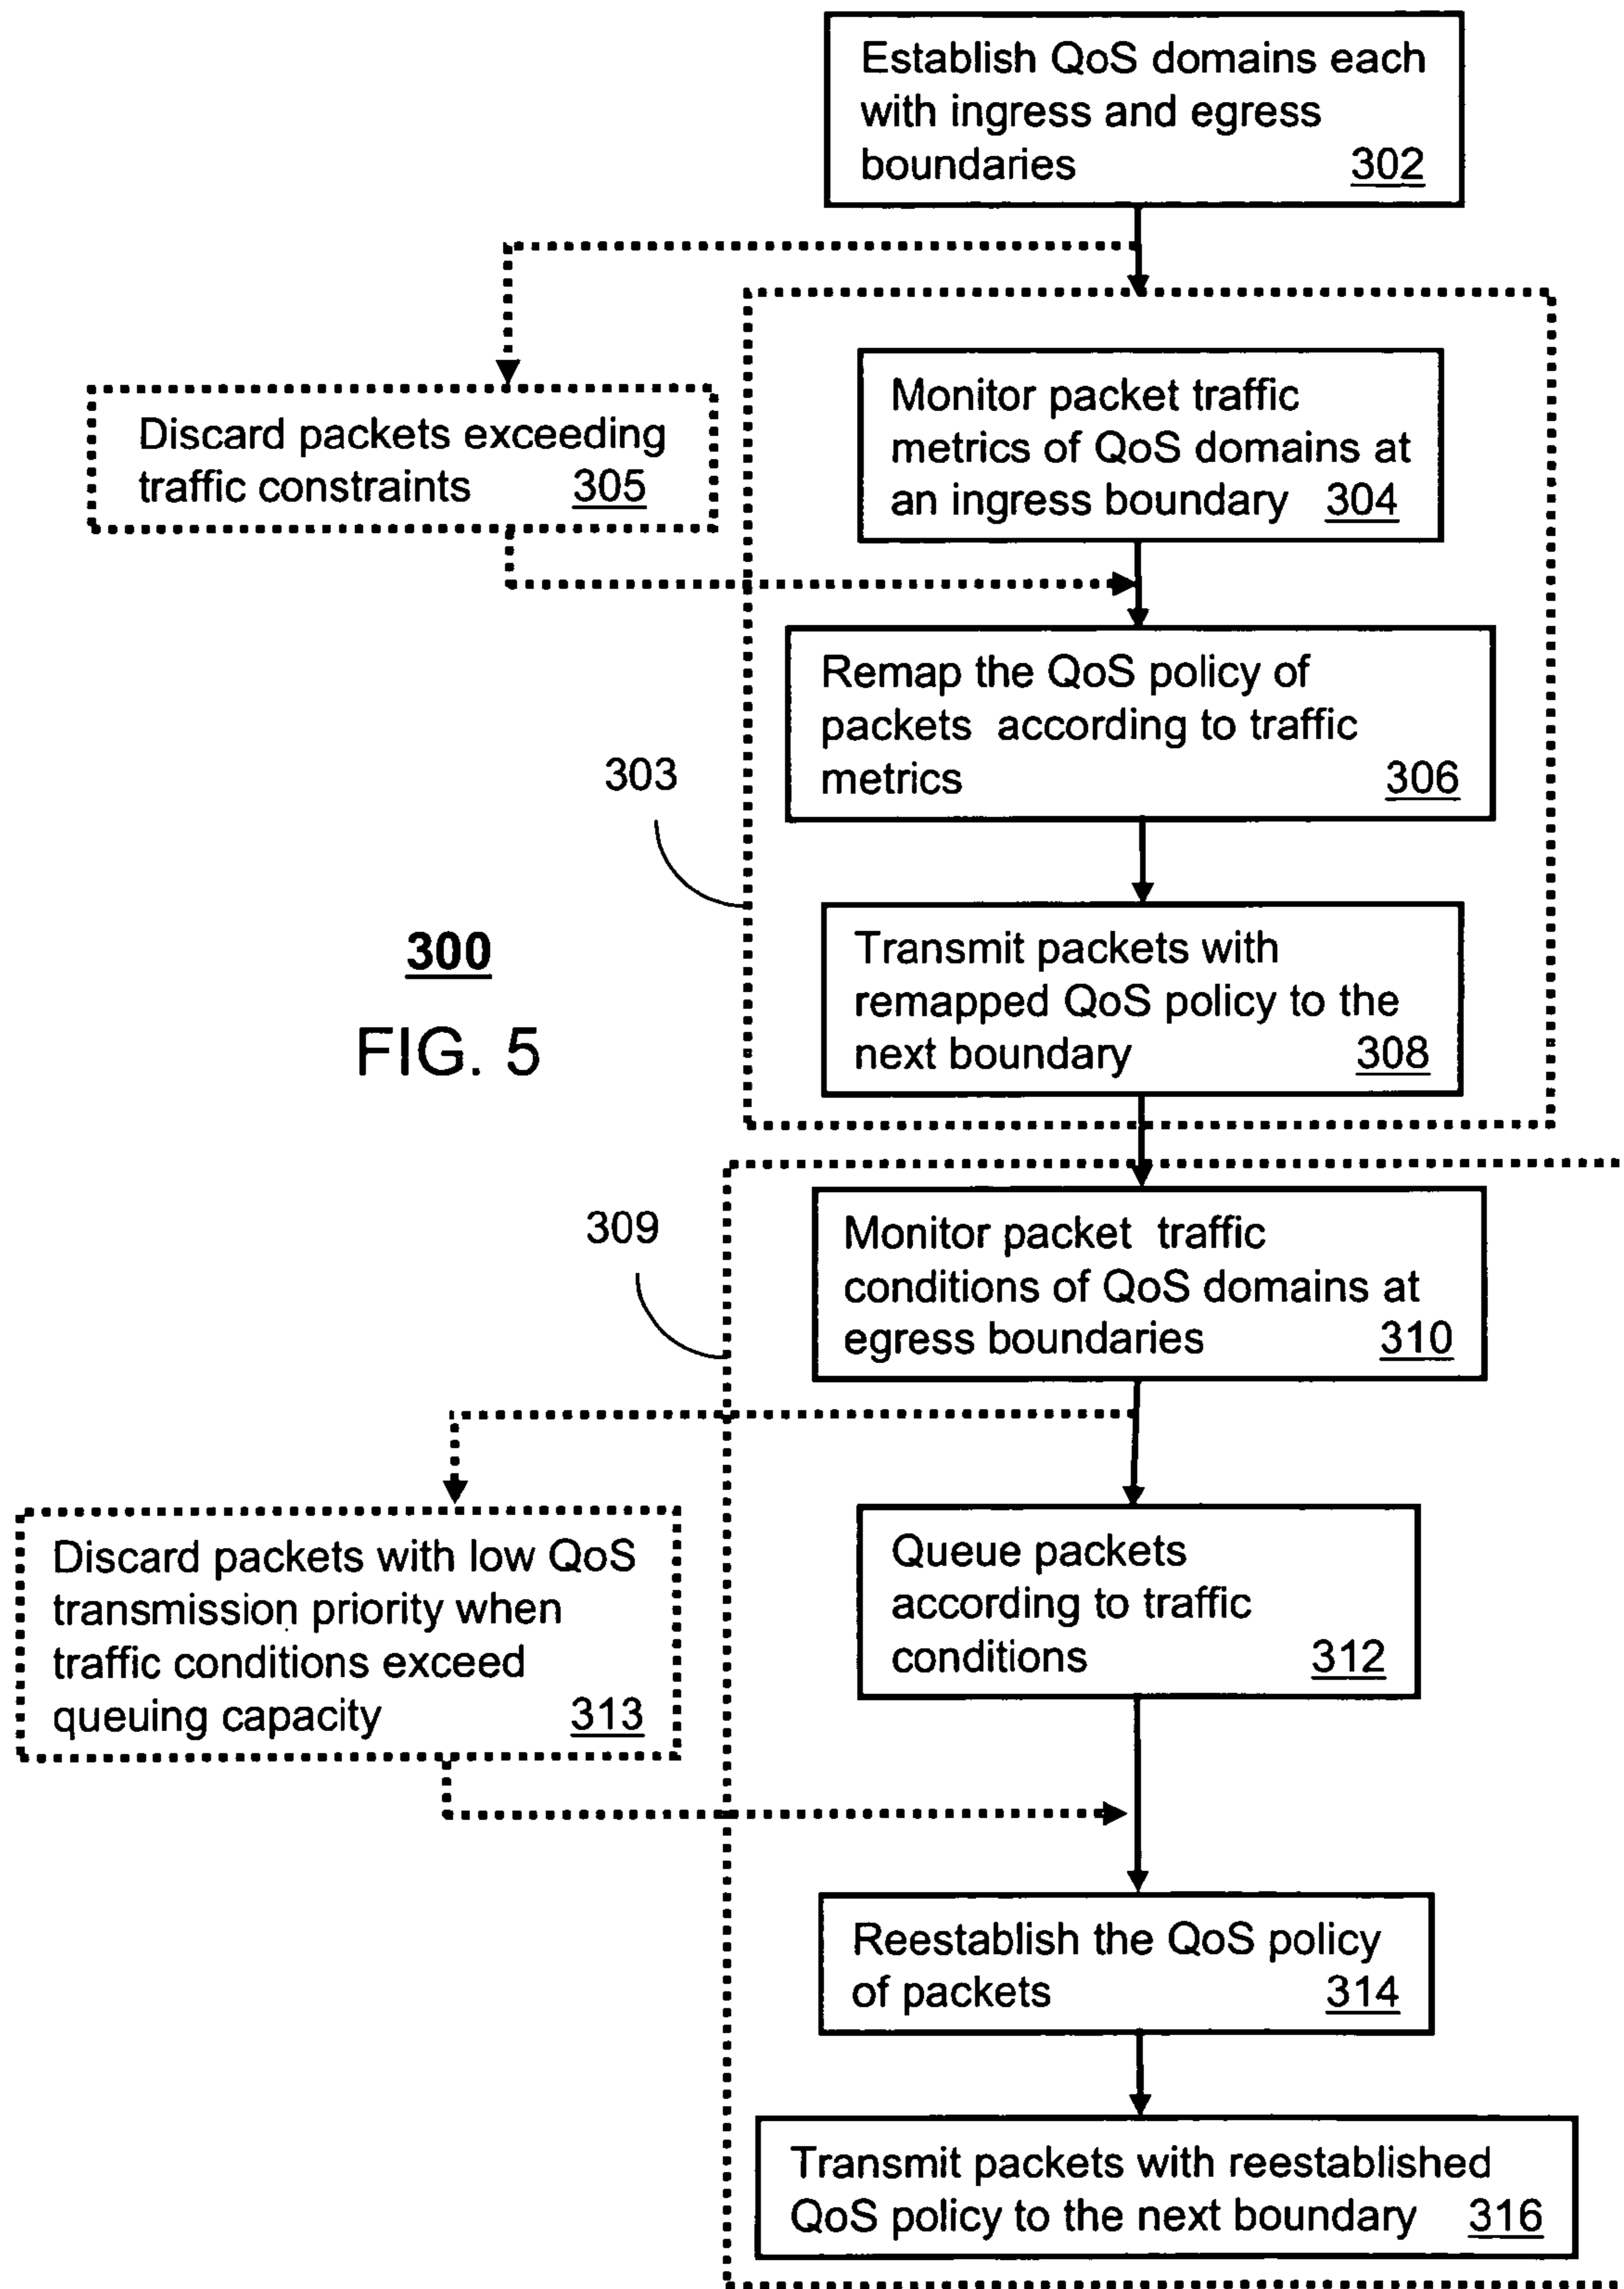 Establish QoS domains each
with ingress and egress
boundaries 302
Discard packets exceeding
traffic constraints 305
Monitor packet traffic
metrics of QoS domains at
an ingress boundary 304
Remap the QoS policy of
packets according to traffic
metrics 306
303
Transmit packets with
remapped QoS policy to the
next boundary 308
300
FIG. 5
309
Monitor packet traffic
conditions of QoS domains at
egress boundaries 310
Discard packets with low QoS
transmission priority when
traffic conditions exceed
queuing capacity 313
Queue packets
according to traffic
conditions 312
Reestablish the QoS policy
of packets 314
Transmit packets with reestablished
QoS policy to the next boundary 316